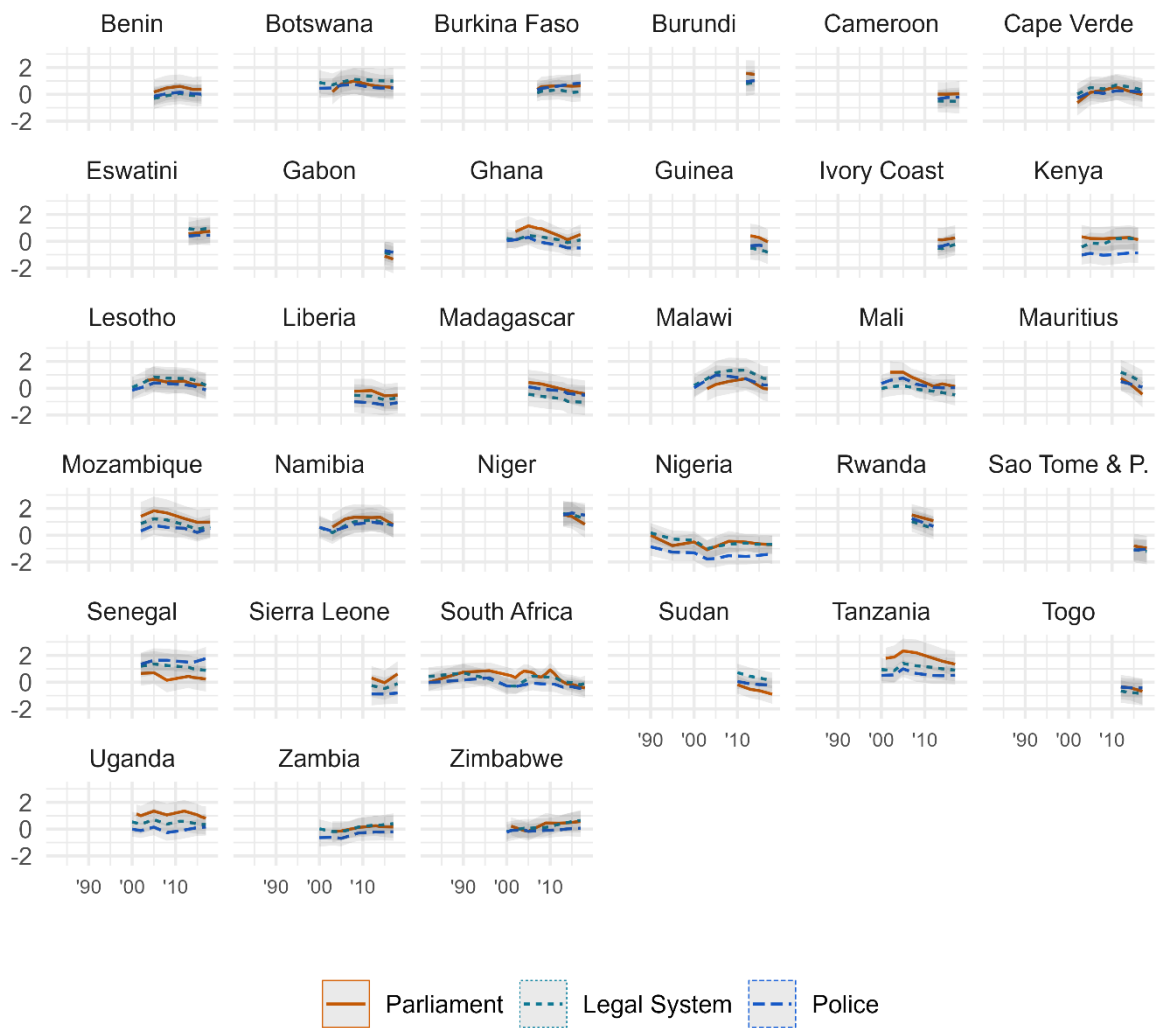 Benin Botswana Burkina Faso Burundi Cameroon Cape Verde
2
0
-2
Eswatini Gabon Ghana Guinea Ivory Coast Kenya
2
0
-2
Lesotho Liberia Madagascar Malawi Mali Mauritius
2
0
-2
Mozambique Namibia Niger Nigeria Rwanda Sao Tome & P.
2
0
-2
Senegal Sierra Leone South Africa Sudan Tanzania Togo
2
0
-2
'90 '00 '10 '90 '00 '10 '90 '00 '10
Uganda Zambia Zimbabwe
2
0
-2
'90 '00 '10 '90 '00 '10 '90 '00 '10
Parliament Legal System Police